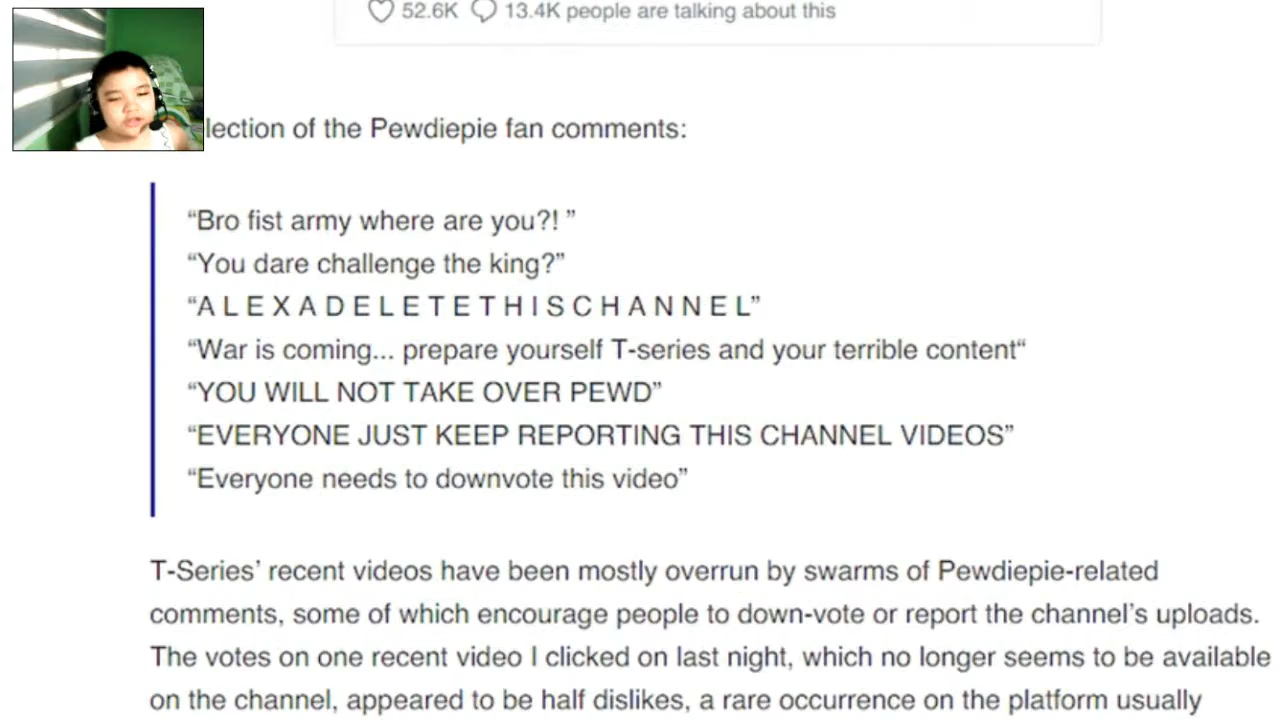 52.6K 13.4K people are talking about this
lection of the Pewdiepie fan comments:
“Bro fist army where are you?! ”
“You dare challenge the king?”
“A L E X A D E L E T E T H I S C H A N N E L”
“War is coming... prepare yourself T-series and your terrible content“
“YOU WILL NOT TAKE OVER PEWD”
“EVERYONE JUST KEEP REPORTING THIS CHANNEL VIDEOS”
“Everyone needs to downvote this video”
T-Series’ recent videos have been mostly overrun by swarms of Pewdiepie-related
comments, some of which encourage people to down-vote or report the channel’s uploads.
The votes on one recent video I clicked on last night, which no longer seems to be available
on the channel, appeared to be half dislikes, a rare occurrence on the platform usually